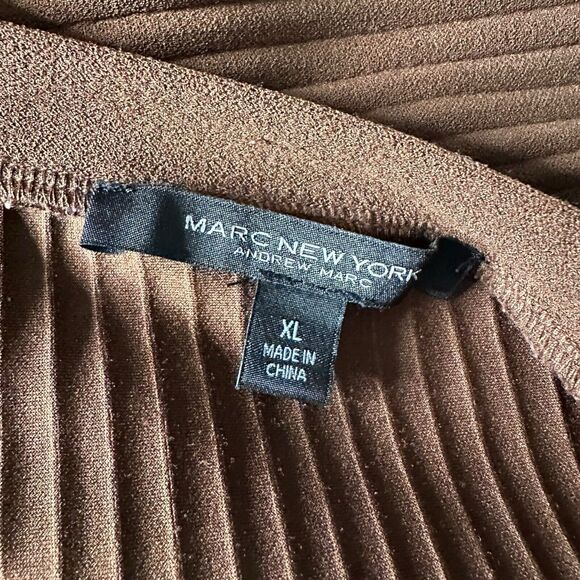 MARC NEW YORK
ANDREW MARC
XL
MADE IN
CHINA